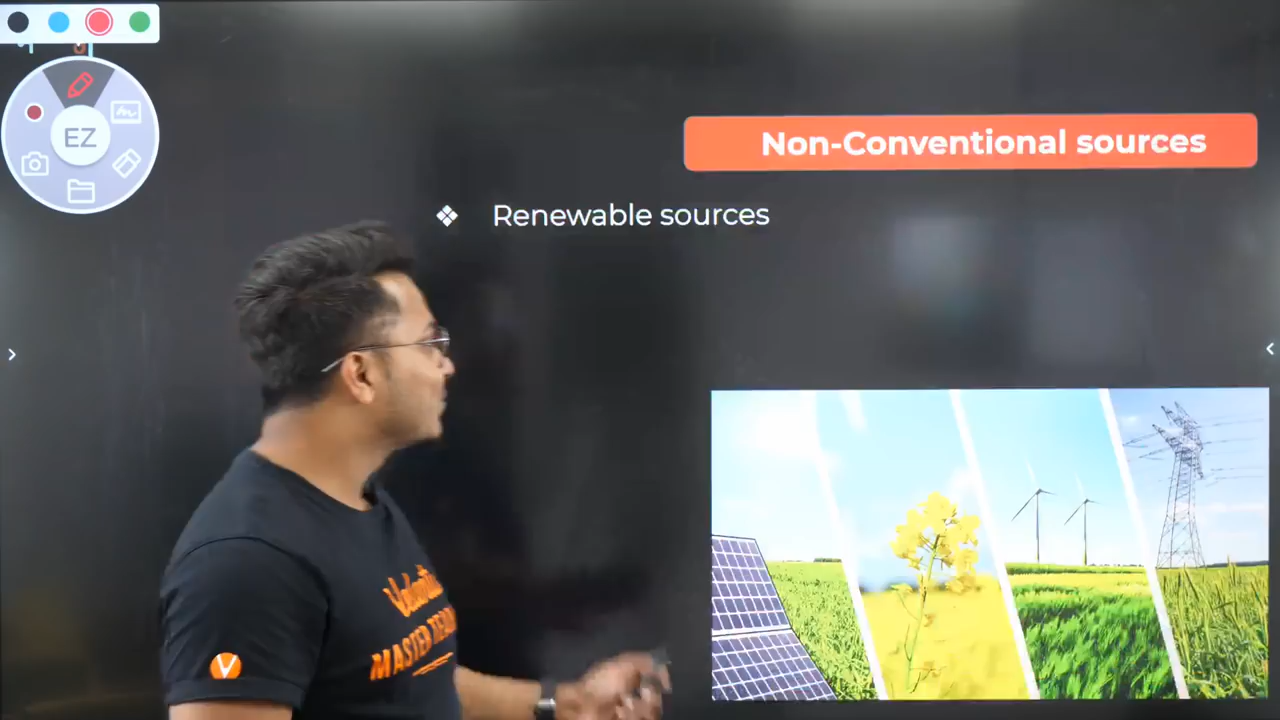 EZ
Non-Conventional sources
❖ Renewable sources
MASTER
V